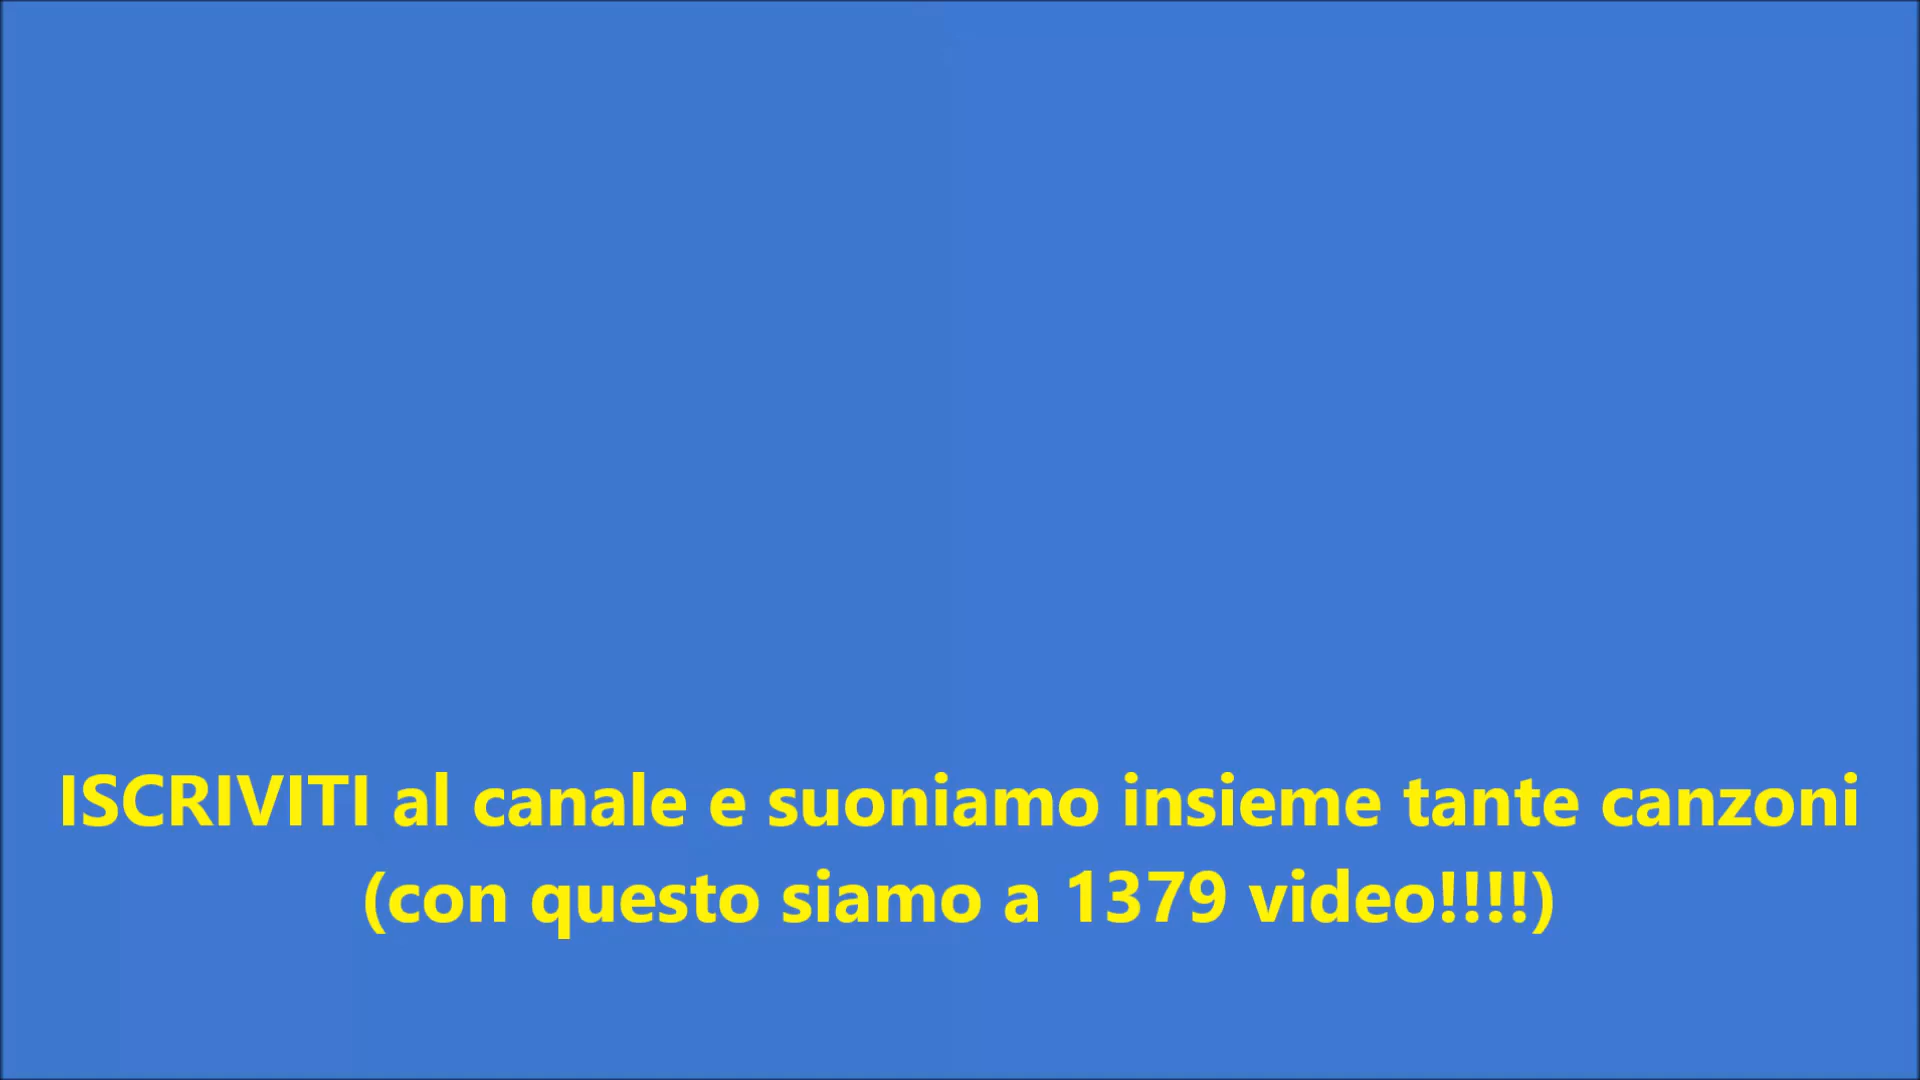 ISCRIVITI al canale e suoniamo insieme tante canzoni
(con questo siamo a 1379 video!!!!)